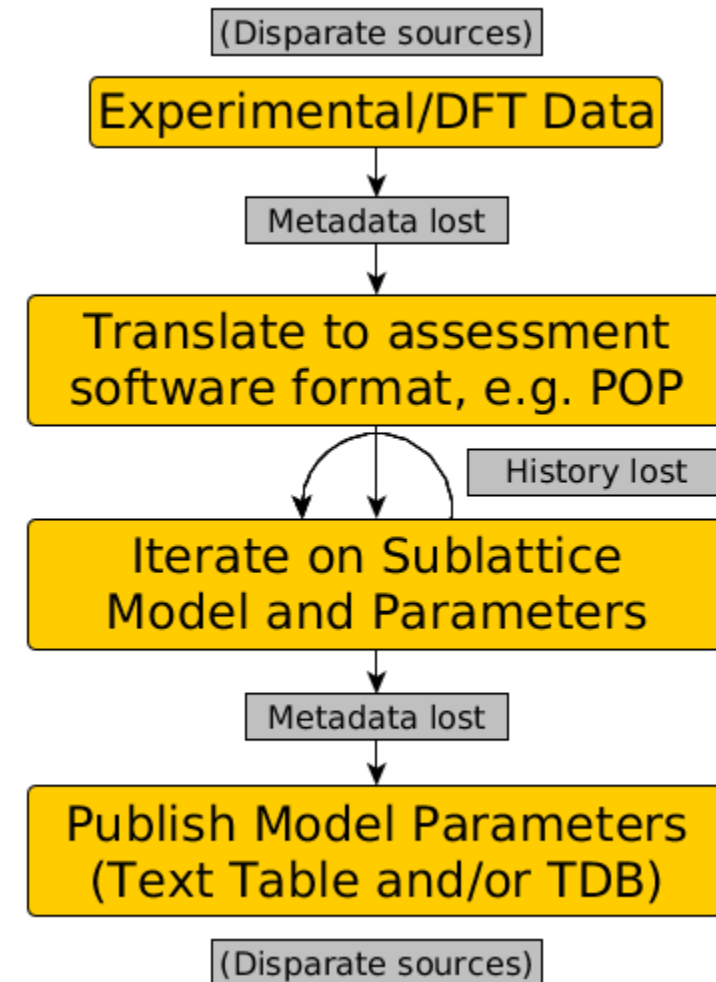 (Disparate sources)
Experimental/DFT Data
Metadata lost
Translate to assessment
software format, e.g. POP
History lost
Iterate on Sublattice
Model and Parameters
Metadata lost
Publish Model Parameters
(Text Table and/or TDB)
(Disparate sources)